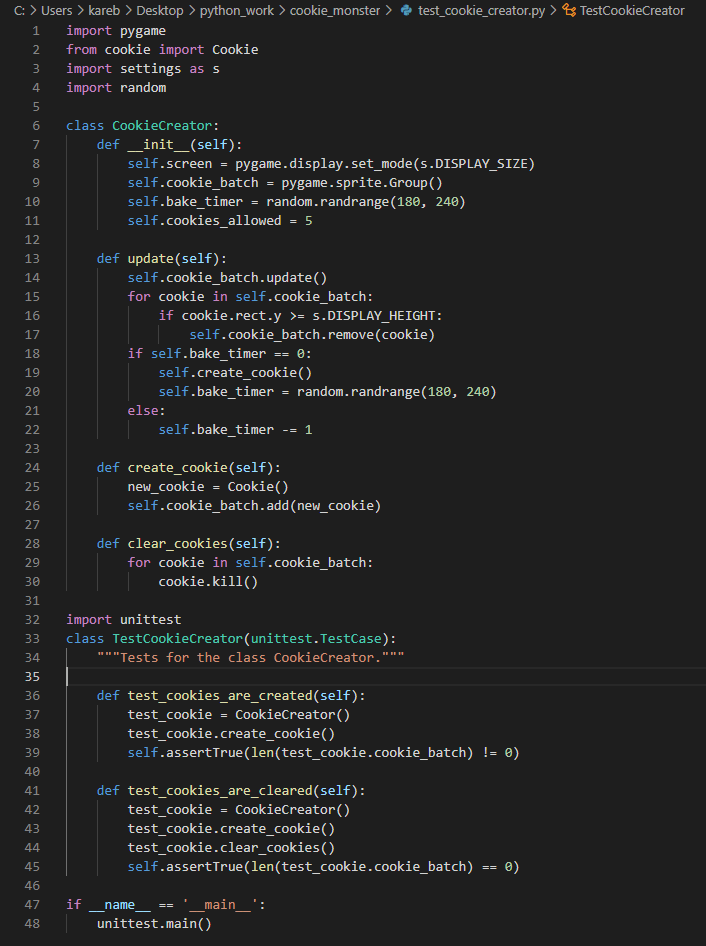 C: > Users > kareb > Desktop > python_work > cookie_monster > test_cookie_creator.py > TestCookieCreator
1 import pygame
2 from cookie import Cookie
3 import settings as s
4 import random
5
6 class CookieCreator:
7     def __init__(self):
8         self.screen = pygame.display.set_mode(s.DISPLAY_SIZE)
9         self.cookie_batch = pygame.sprite.Group()
10         self.bake_timer = random.randrange(180, 240)
11         self.cookies_allowed = 5
12
13     def update(self):
14         self.cookie_batch.update()
15         for cookie in self.cookie_batch:
16             if cookie.rect.y >= s.DISPLAY_HEIGHT:
17                 self.cookie_batch.remove(cookie)
18         if self.bake_timer == 0:
19             self.create_cookie()
20             self.bake_timer = random.randrange(180, 240)
21         else:
22             self.bake_timer -= 1
23
24     def create_cookie(self):
25         new_cookie = Cookie()
26         self.cookie_batch.add(new_cookie)
27
28     def clear_cookies(self):
29         for cookie in self.cookie_batch:
30             cookie.kill()
31
32 import unittest
33 class TestCookieCreator(unittest.TestCase):
34     """Tests for the class CookieCreator."""
35
36     def test_cookies_are_created(self):
37         test_cookie = CookieCreator()
38         test_cookie.create_cookie()
39         self.assertTrue(len(test_cookie.cookie_batch) != 0)
40
41     def test_cookies_are_cleared(self):
42         test_cookie = CookieCreator()
43         test_cookie.create_cookie()
44         test_cookie.clear_cookies()
45         self.assertTrue(len(test_cookie.cookie_batch) == 0)
46
47 if __name__ == '__main__':
48     unittest.main()